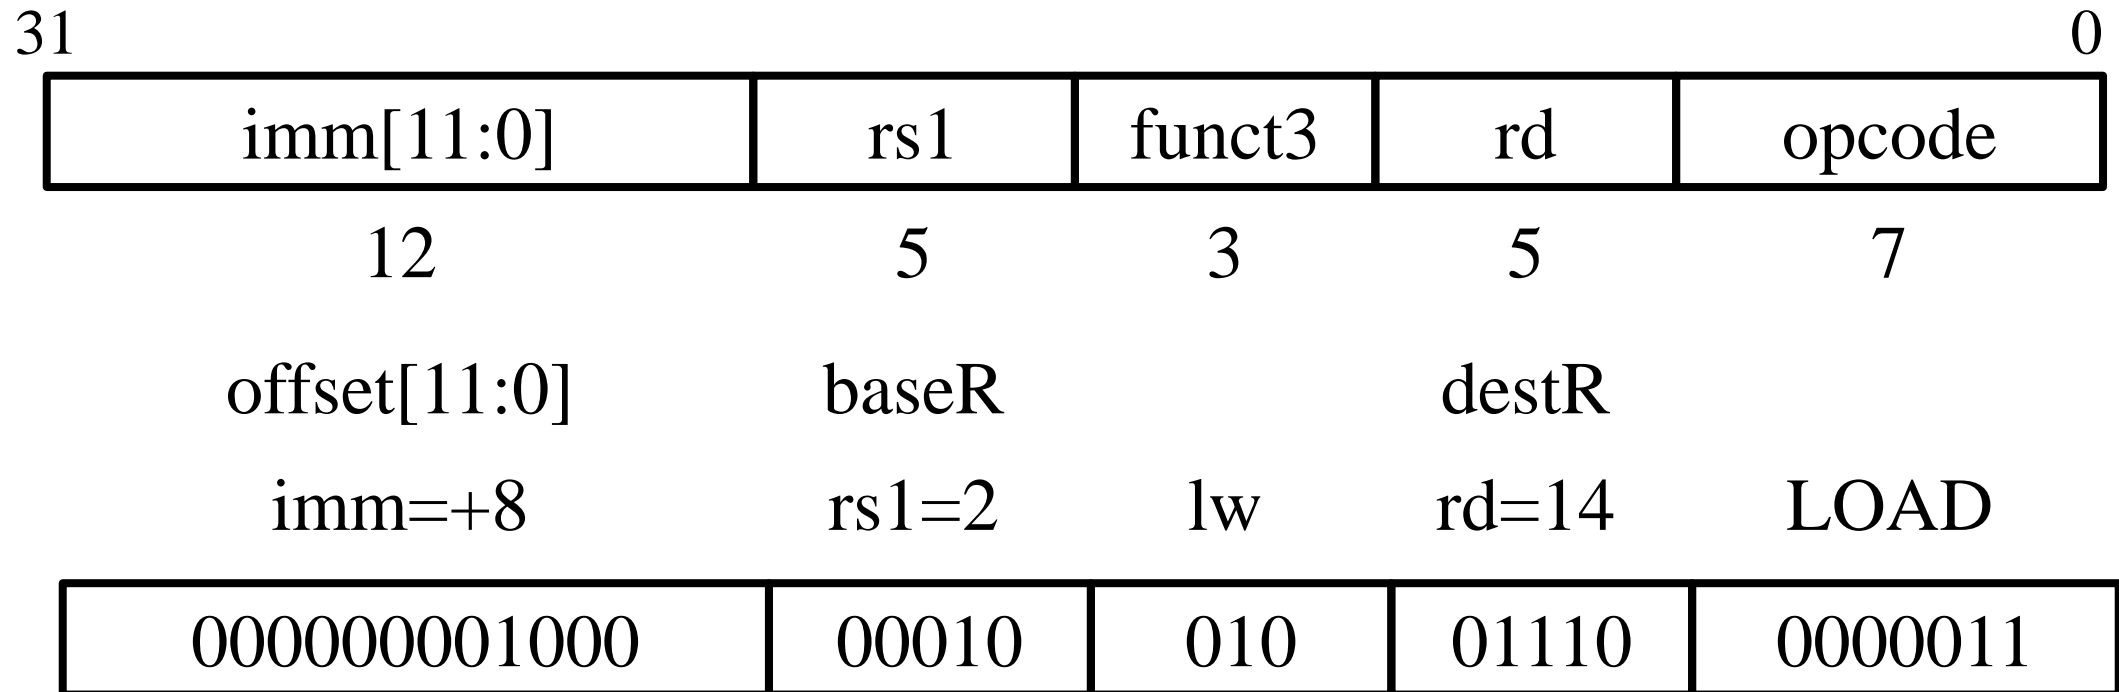 31 0
imm[11:0] rs1 funct3 rd opcode
12 5 3 5 7
offset[11:0] baseR destR
imm=+8 rs1=2 lw rd=14 LOAD
000000001000 00010 010 01110 0000011